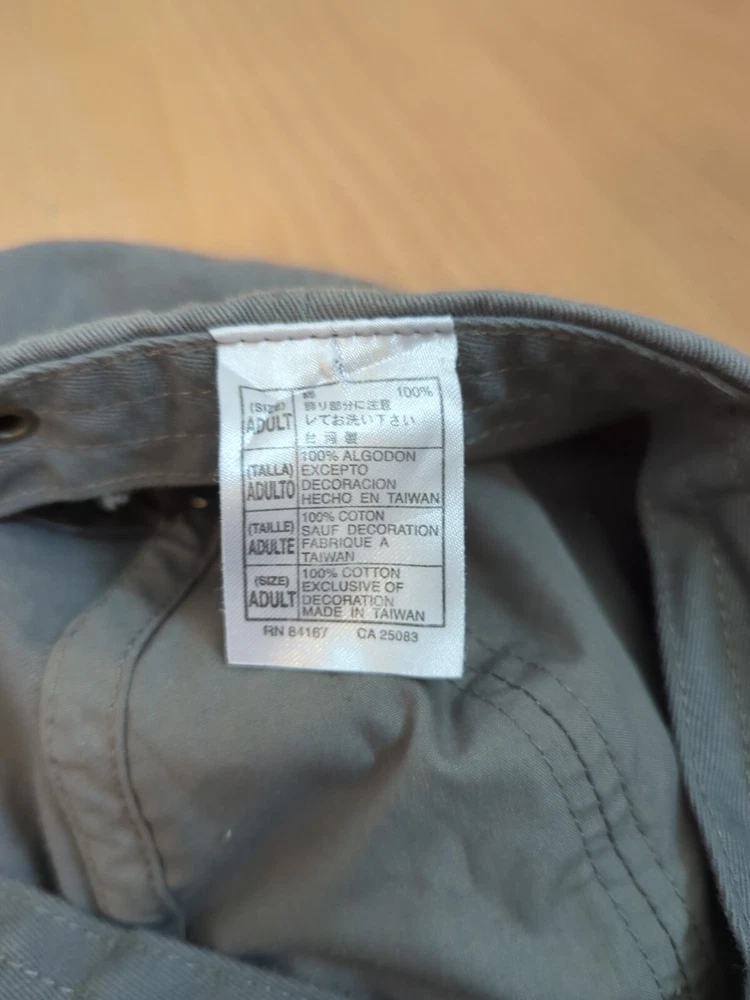 (SIZE) ADULT
綿 100%
飾り部分に注意
レてお洗い下さい
台湾製
(TALLA) ADULTO
100% ALGODON
EXCEPTO
DECORACION
HECHO EN TAIWAN
(TAILLE) ADULTE
100% COTON
SAUF DECORATION
FABRIQUE A
TAIWAN
(SIZE) ADULT
100% COTTON
EXCLUSIVE OF
DECORATION
MADE IN TAIWAN
RN 84167 CA 25083